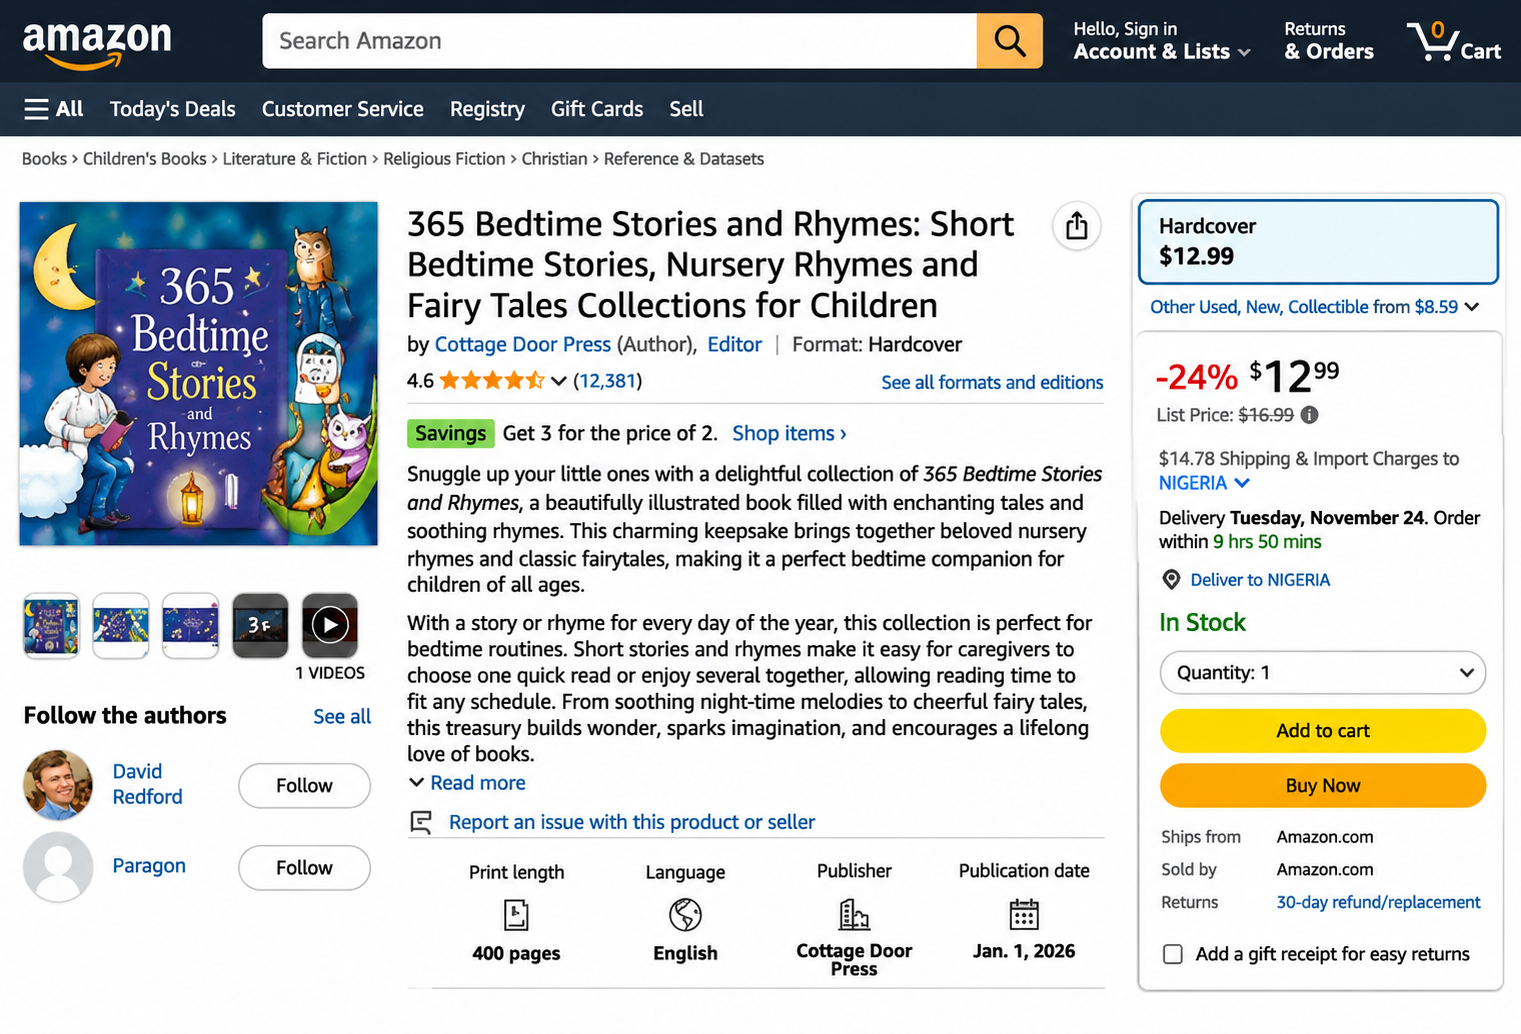 amazon
Search Amazon
Hello, Sign in
Account & Lists
Returns
& Orders
0
Cart
All
Today's Deals
Customer Service
Registry
Gift Cards
Sell
Books › Children's Books › Literature & Fiction › Religious Fiction › Christian › Reference & Datasets
365
Bedtime
Stories
and
Rhymes
3
1 VIDEOS
Follow the authors
See all
David
Redford
Follow
Paragon
Follow
365 Bedtime Stories and Rhymes: Short
Bedtime Stories, Nursery Rhymes and
Fairy Tales Collections for Children
by Cottage Door Press (Author), Editor | Format: Hardcover
4.6 (12,381)
See all formats and editions
Savings Get 3 for the price of 2. Shop items ›
Snuggle up your little ones with a delightful collection of 365 Bedtime Stories
and Rhymes, a beautifully illustrated book filled with enchanting tales and
soothing rhymes. This charming keepsake brings together beloved nursery
rhymes and classic fairytales, making it a perfect bedtime companion for
children of all ages.
With a story or rhyme for every day of the year, this collection is perfect for
bedtime routines. Short stories and rhymes make it easy for caregivers to
choose one quick read or enjoy several together, allowing reading time to
fit any schedule. From soothing night-time melodies to cheerful fairy tales,
this treasury builds wonder, sparks imagination, and encourages a lifelong
love of books.
Read more
Report an issue with this product or seller
Print length
400 pages
Language
English
Publisher
Cottage Door
Press
Publication date
Jan. 1, 2026
Hardcover
$12.99
Other Used, New, Collectible from $8.59
-24% $1299
List Price: $16.99
$14.78 Shipping & Import Charges to
NIGERIA
Delivery Tuesday, November 24. Order
within 9 hrs 50 mins
Deliver to NIGERIA
In Stock
Quantity: 1
Add to cart
Buy Now
Ships from Amazon.com
Sold by Amazon.com
Returns 30-day refund/replacement
Add a gift receipt for easy returns